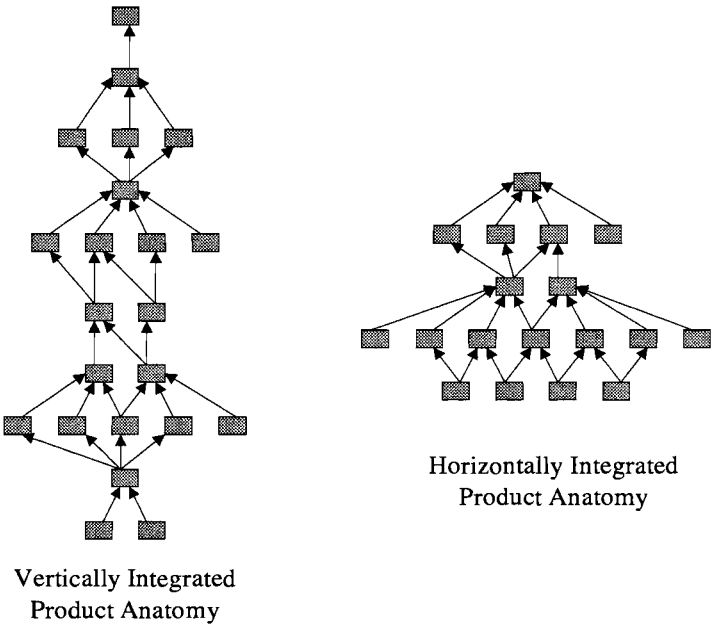 Horizontally Integrated
Product Anatomy
Vertically Integrated
Product Anatomy